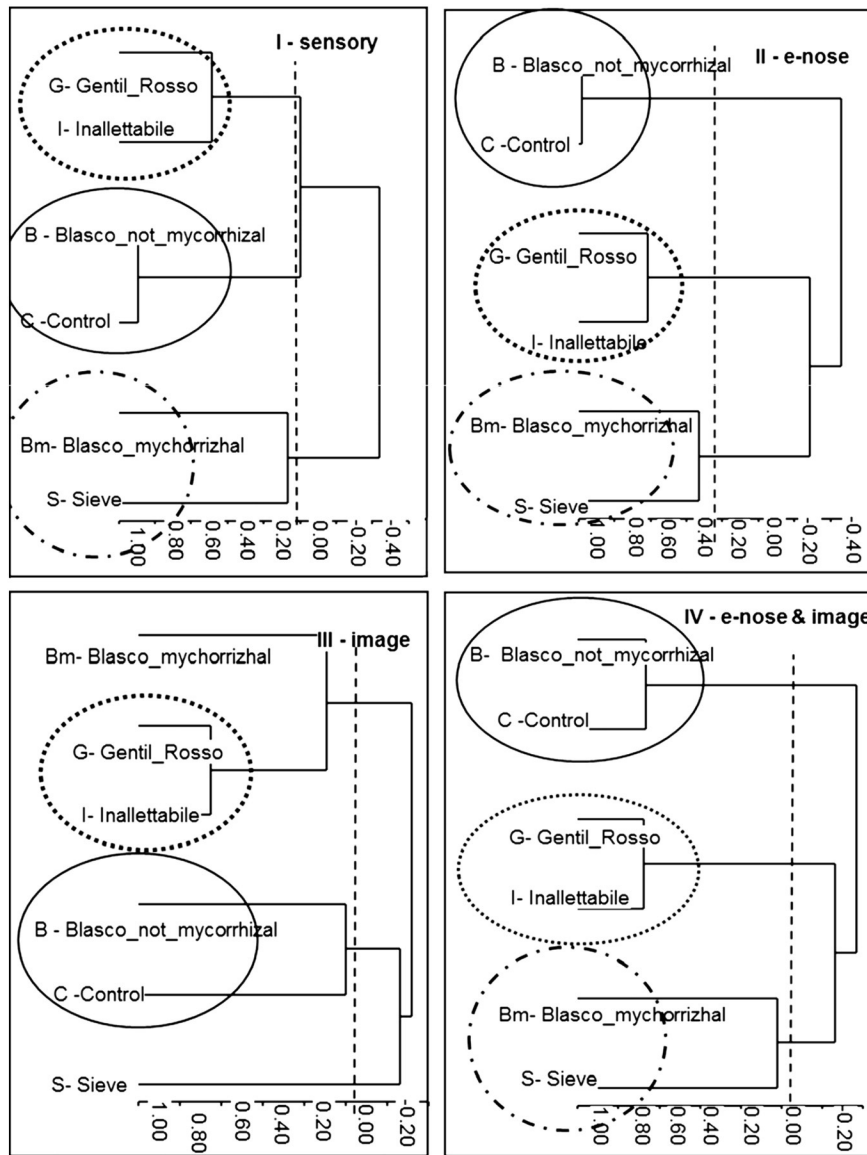 I - sensory
G- Gentil_Rosso
I- Inallettabile
B - Blasco_not_mycorrhizal
C -Control
Bm- Blasco_mychorrizhal
S- Sieve
1.00 0.80 0.60 0.40 0.20 0.00 -0.20 -0.40
II - e-nose
B - Blasco_not_mycorrhizal
C -Control
G- Gentil_Rosso
I- Inallettabile
Bm- Blasco_mychorrizhal
S- Sieve
1.00 0.80 0.60 0.40 0.20 0.00 -0.20 -0.40
III - image
Bm- Blasco_mychorrizhal
G- Gentil_Rosso
I- Inallettabile
B - Blasco_not_mycorrhizal
C -Control
S- Sieve
1.00 0.80 0.60 0.40 0.20 0.00 -0.20
IV - e-nose & image
B- Blasco_not_mycorrhizal
C -Control
G- Gentil_Rosso
I- Inallettabile
Bm- Blasco_mychorrizhal
S- Sieve
1.00 0.80 0.60 0.40 0.20 0.00 -0.20